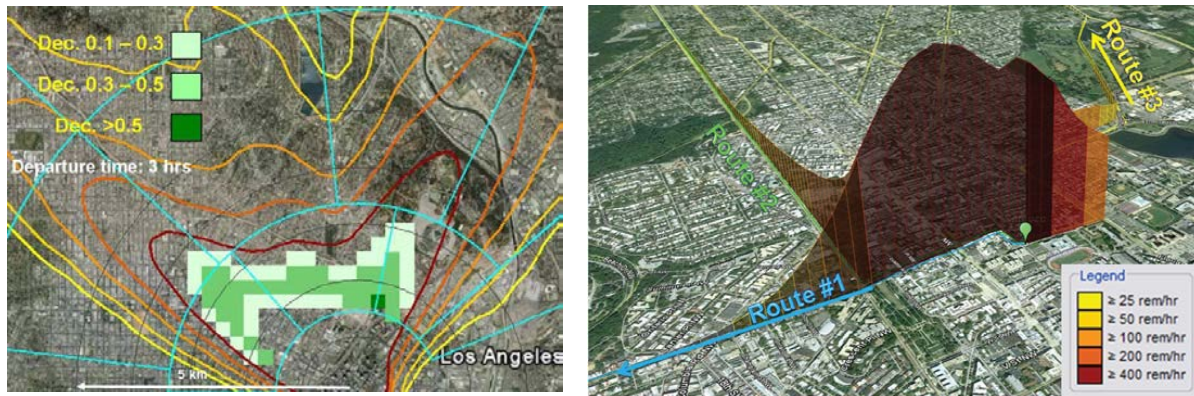 Dec. 0.1 – 0.3
Dec. 0.3 – 0.5
Dec. >0.5
Departure time: 3 hrs
Los Angeles
5 km
Route #1
Route #2
Route #3
Legend
≥ 25 rem/hr
≥ 50 rem/hr
≥ 100 rem/hr
≥ 200 rem/hr
≥ 400 rem/hr